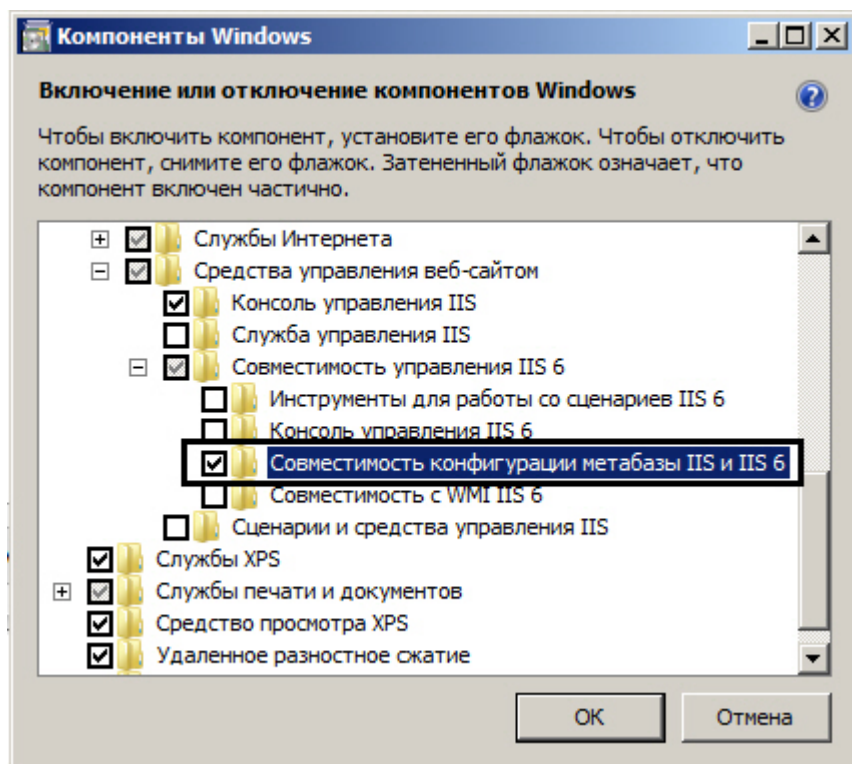 Компоненты Windows
Включение или отключение компонентов Windows
Чтобы включить компонент, установите его флажок. Чтобы отключить
компонент, снимите его флажок. Затененный флажок означает, что
компонент включен частично.
Службы Интернета
Средства управления веб-сайтом
Консоль управления IIS
Служба управления IIS
Совместимость управления IIS 6
Инструменты для работы со сценариев IIS 6
Консоль управления IIS 6
Совместимость конфигурации метабазы IIS и IIS 6
Совместимость с WMI IIS 6
Сценарии и средства управления IIS
Службы XPS
Службы печати и документов
Средство просмотра XPS
Удаленное разностное сжатие
ОК
Отмена